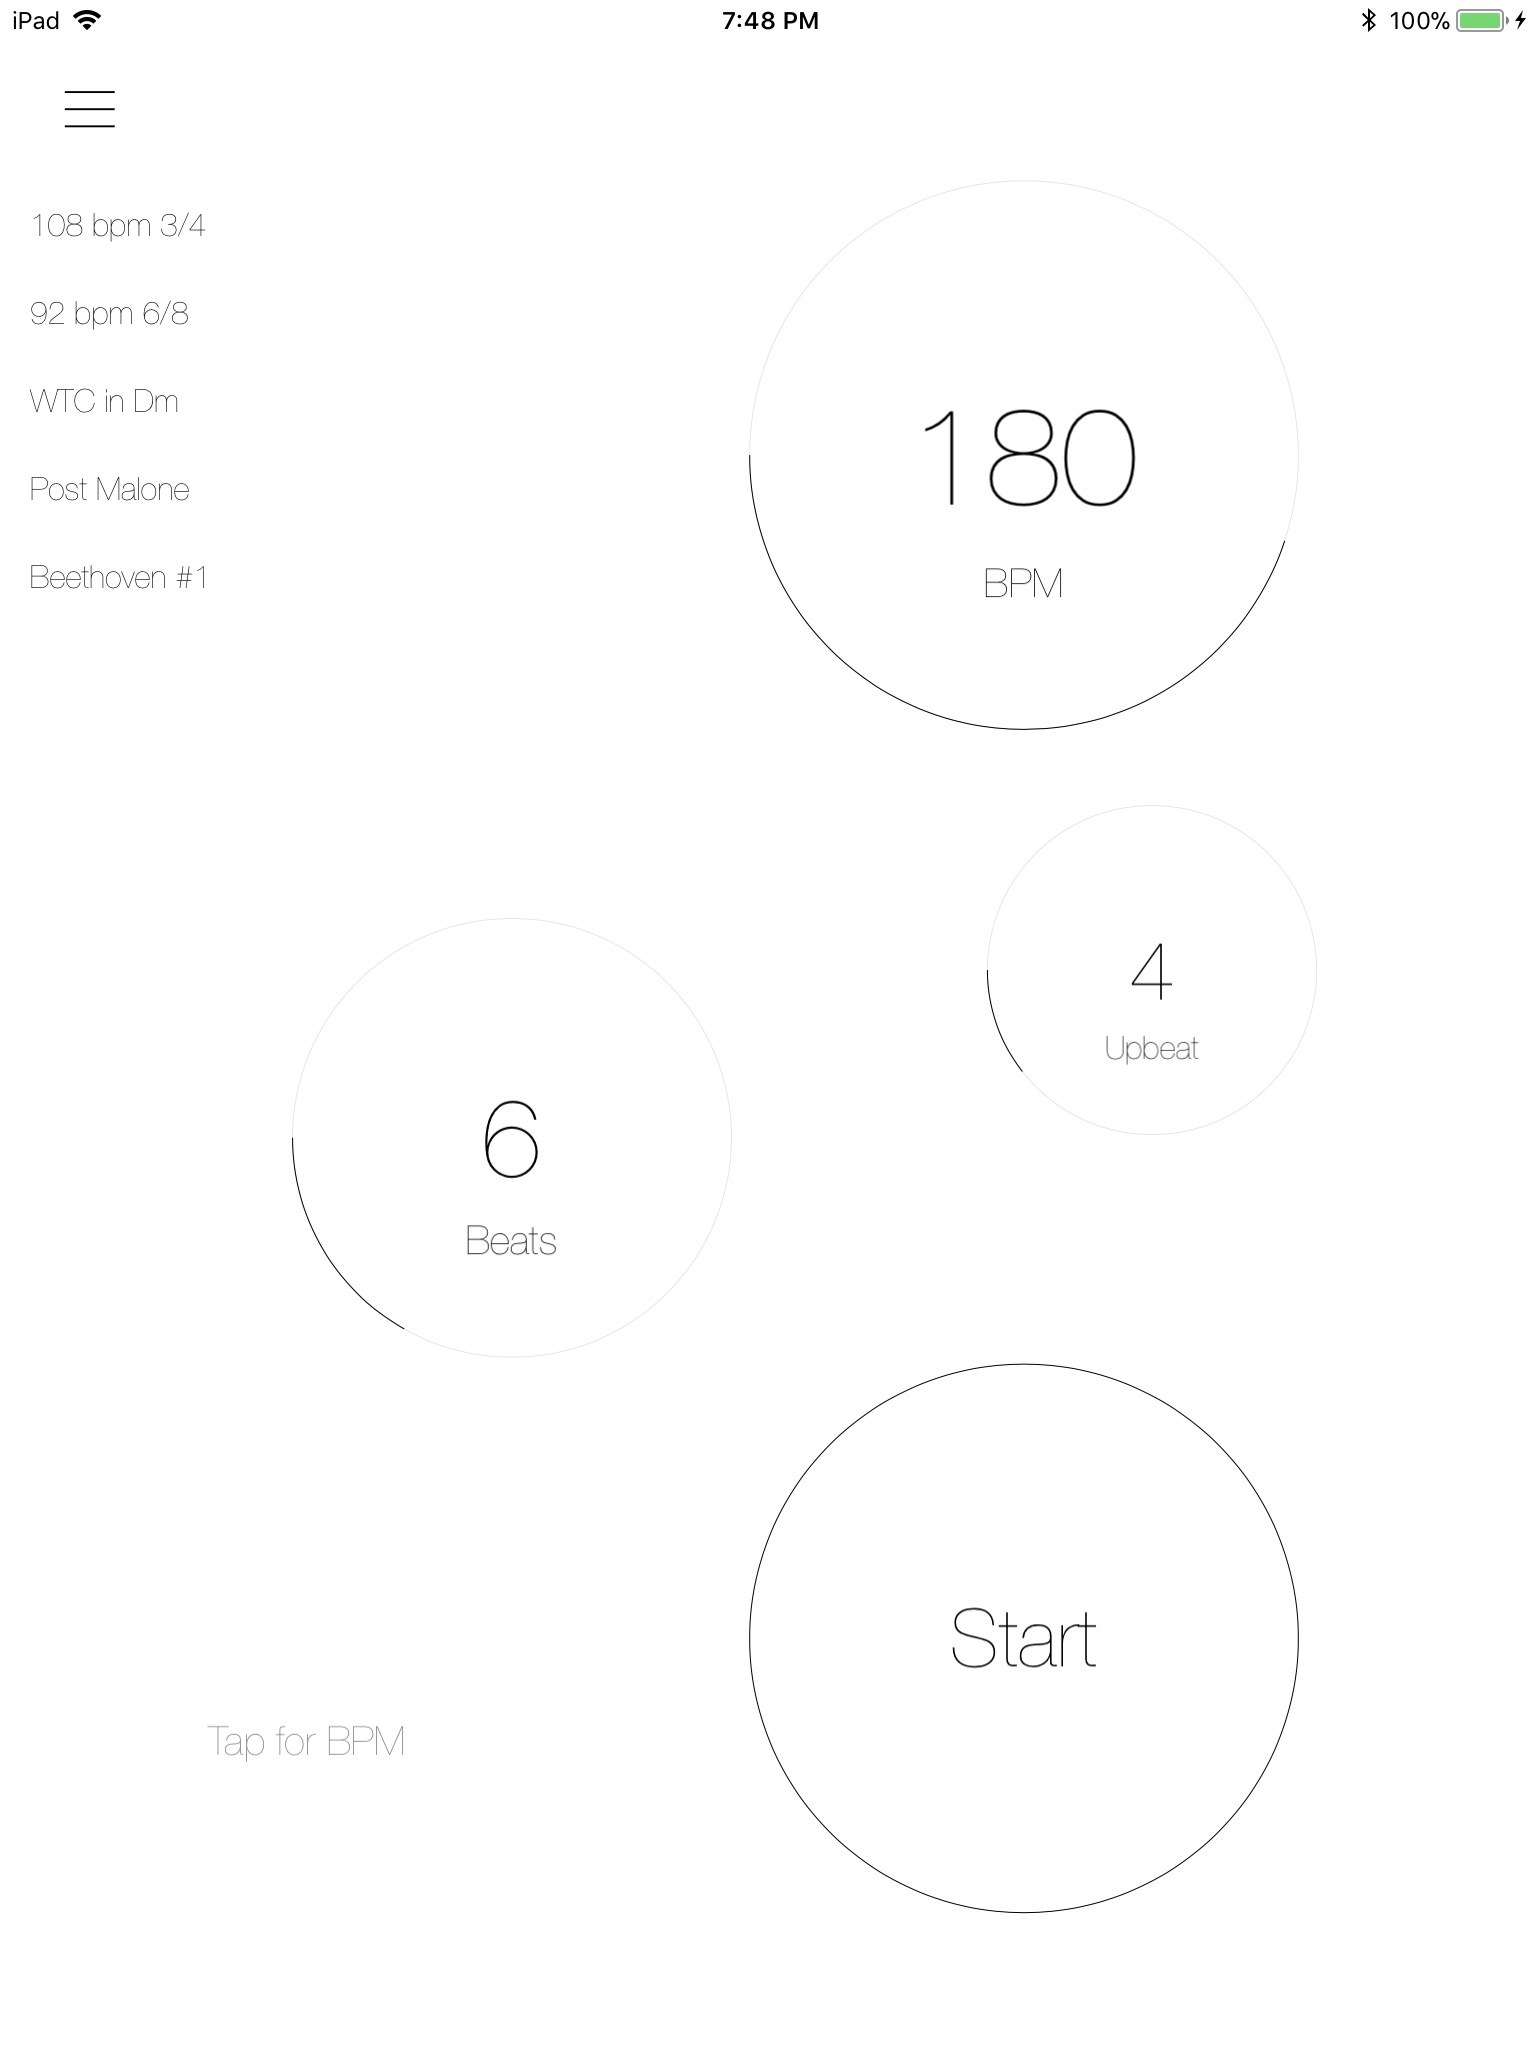 iPad 7:48 PM 100%
108 bpm 3/4
92 bpm 6/8
WTC in Dm
Post Malone
Beethoven #1
180
BPM
4
Upbeat
6
Beats
Start
Tap for BPM